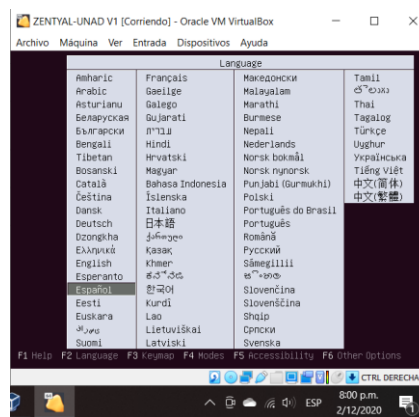 ZENTYAL-UNAD V1 [Corriendo] - Oracle VM VirtualBox
Archivo Máquina Ver Entrada Dispositivos Ayuda
Language
Amharic Français Македонски Tamil
Arabic Gaeilge Malayalam తెలుగు
Asturianu Galego Marathi Thai
Беларуская Gujarati Burmese Tagalog
Български עברית Nepali Türkçe
Bengali Hindi Nederlands Uyghur
Tibetan Hrvatski Norsk bokmål Українська
Bosanski Magyar Norsk nynorsk Tiếng Việt
Català Bahasa Indonesia Punjabi (Gurmukhi) 中文(简体)
Čeština Íslenska Polski 中文(繁體)
Dansk Italiano Português do Brasil
Deutsch 日本語 Português
Dzongkha ქართული Română
Ελληνικά Қазақ Русский
English Khmer Sámegillii
Esperanto ಕನ್ನಡ සිංහල
Español 한국어 Slovenčina
Eesti Kurdî Slovenščina
Euskara Lao Shqip
فارسی Lietuviškai Српски
Suomi Latviski Svenska
F1 Help F2 Language F3 Keymap F4 Modes F5 Accessibility F6 Other Options
CTRL DERECHA
ESP
8:00 p.m.
2/12/2020